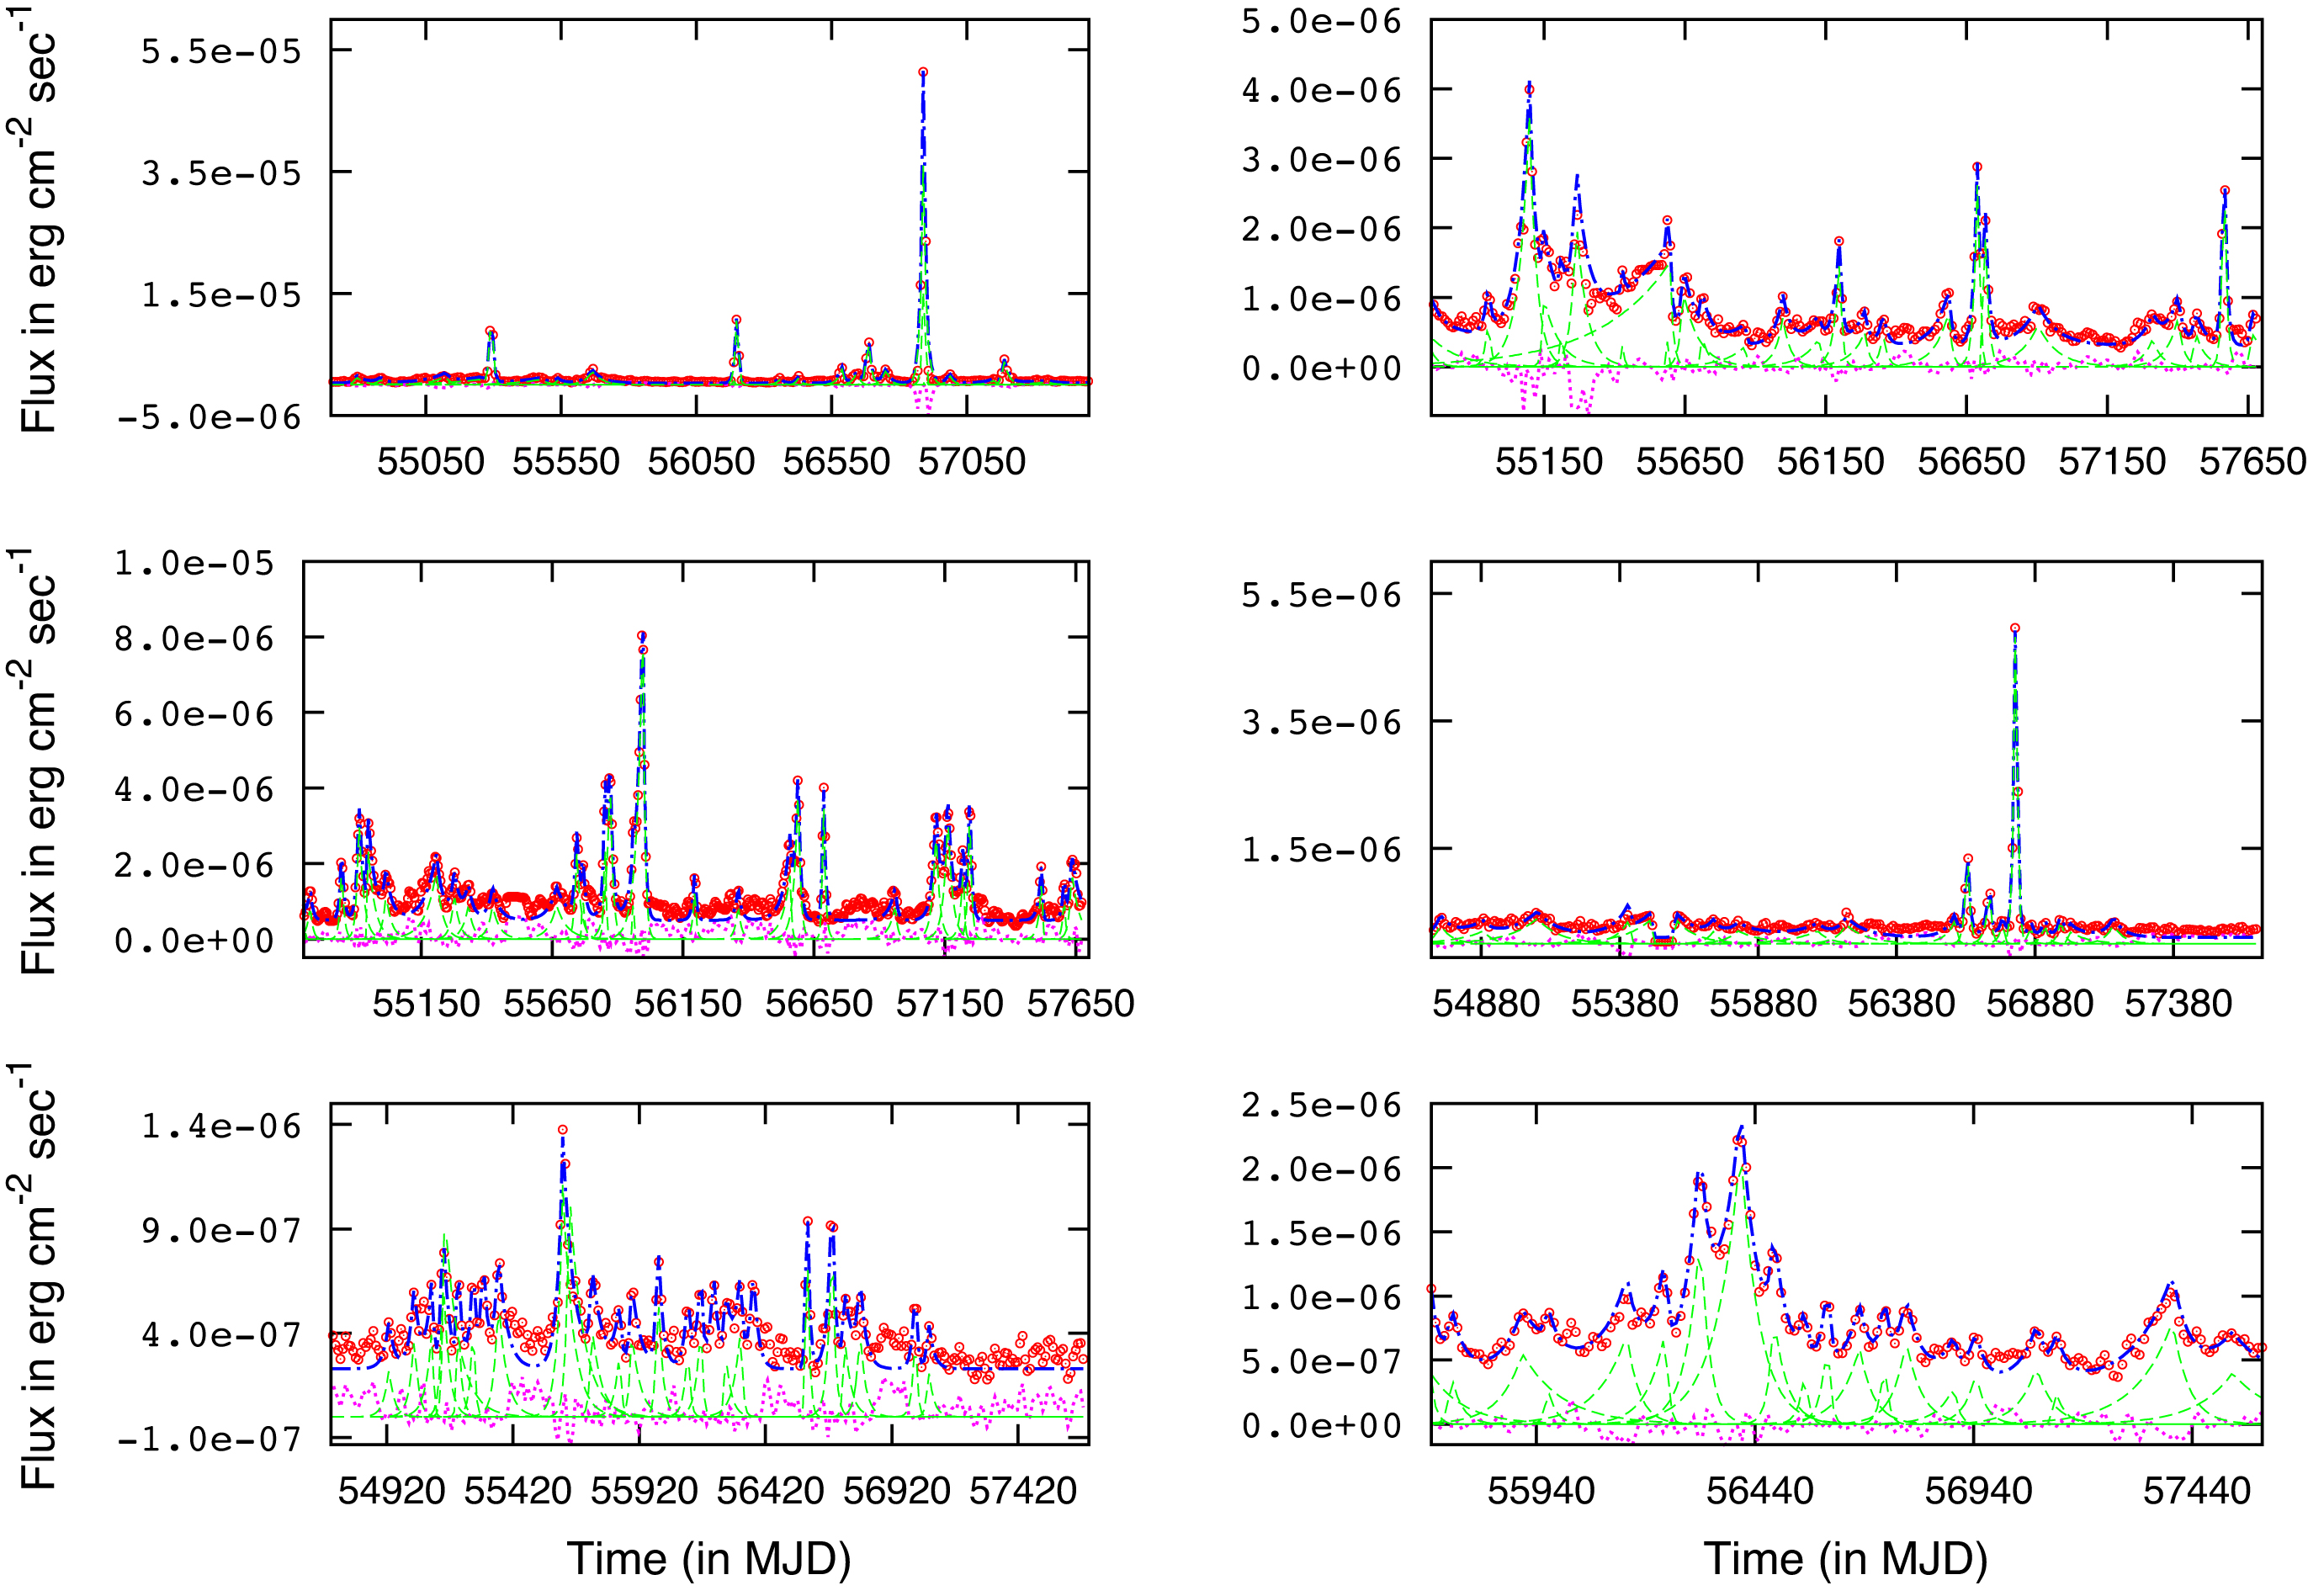 Flux in erg cm-2 sec-1
5.5e-05
3.5e-05
1.5e-05
-5.0e-06
55050 55550 56050 56550 57050
5.0e-06
4.0e-06
3.0e-06
2.0e-06
1.0e-06
0.0e+00
55150 55650 56150 56650 57150 57650
Flux in erg cm-2 sec-1
1.0e-05
8.0e-06
6.0e-06
4.0e-06
2.0e-06
0.0e+00
55150 55650 56150 56650 57150 57650
5.5e-06
3.5e-06
1.5e-06
54880 55380 55880 56380 56880 57380
Flux in erg cm-2 sec-1
1.4e-06
9.0e-07
4.0e-07
-1.0e-07
54920 55420 55920 56420 56920 57420
Time (in MJD)
2.5e-06
2.0e-06
1.5e-06
1.0e-06
5.0e-07
0.0e+00
55940 56440 56940 57440
Time (in MJD)